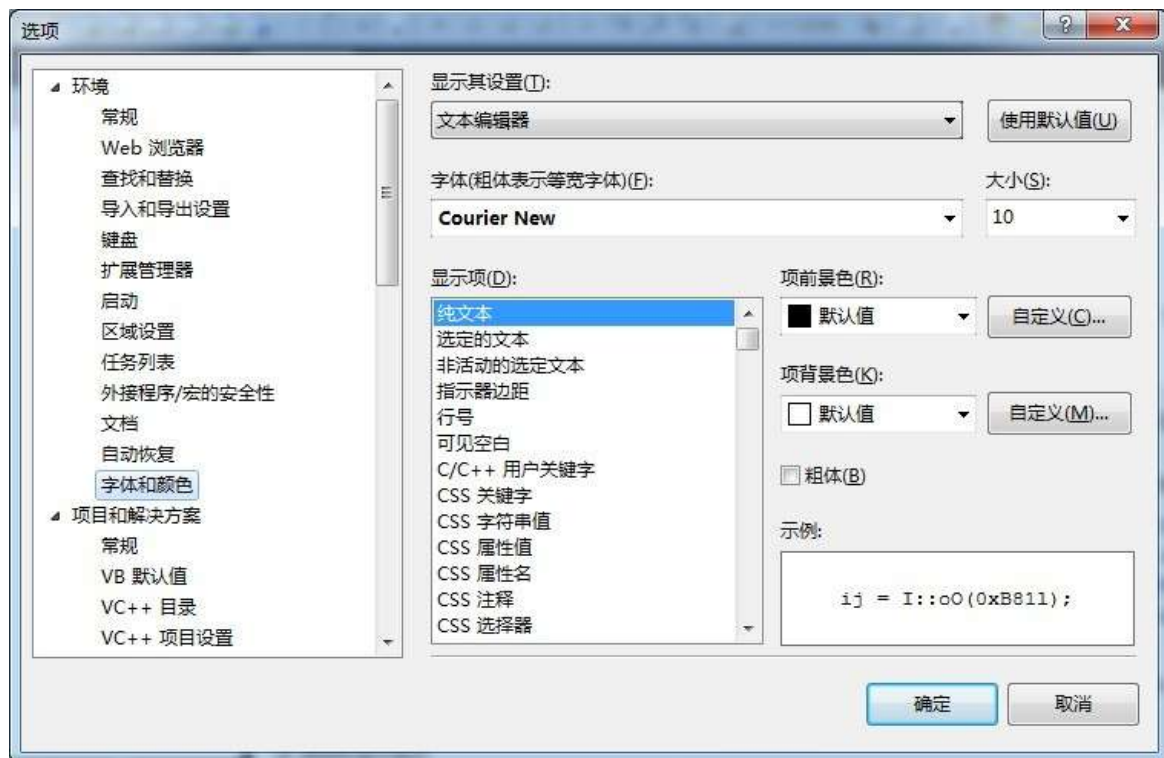 选项
环境
常规
Web 浏览器
查找和替换
导入和导出设置
键盘
扩展管理器
启动
区域设置
任务列表
外接程序/宏的安全性
文档
自动恢复
字体和颜色
项目和解决方案
常规
VB 默认值
VC++ 目录
VC++ 项目设置
显示其设置(T):
文本编辑器
使用默认值(U)
字体(粗体表示等宽字体)(F):
大小(S):
Courier New
10
显示项(D):
纯文本
选定的文本
非活动的选定文本
指示器边距
行号
可见空白
C/C++ 用户关键字
CSS 关键字
CSS 字符串值
CSS 属性值
CSS 属性名
CSS 注释
CSS 选择器
项前景色(R):
默认值
自定义(C)...
项背景色(K):
默认值
自定义(M)...
粗体(B)
示例:
ij = I::oO(0xB81l);
确定
取消